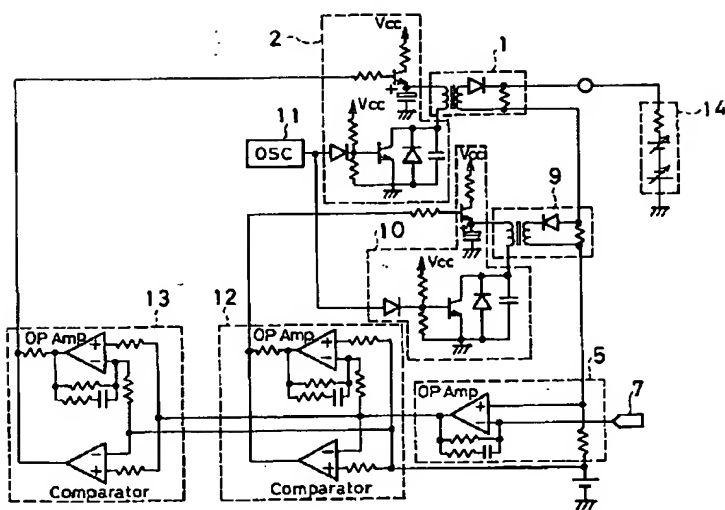 2
1
Vcc
14
Vcc
11
OSC
Vcc
9
10
Vcc
13
12
OP Amp
OP Amp
5
OP Amp
7
Comparator
Comparator